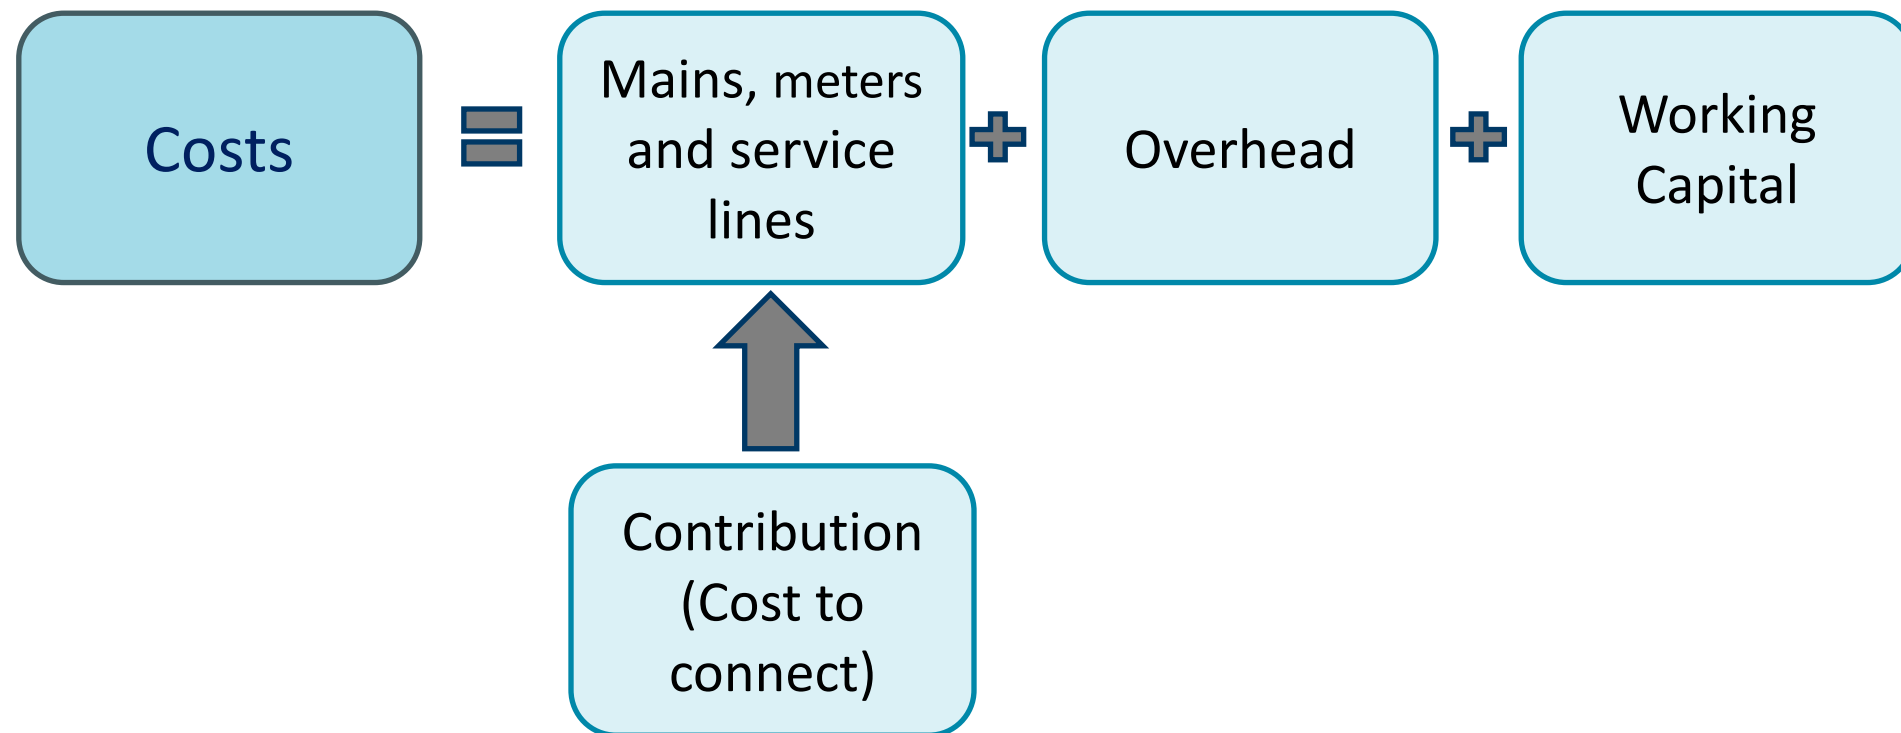 Costs
Mains, meters
and service
lines
Overhead
Working
Capital
Contribution
(Cost to
connect)